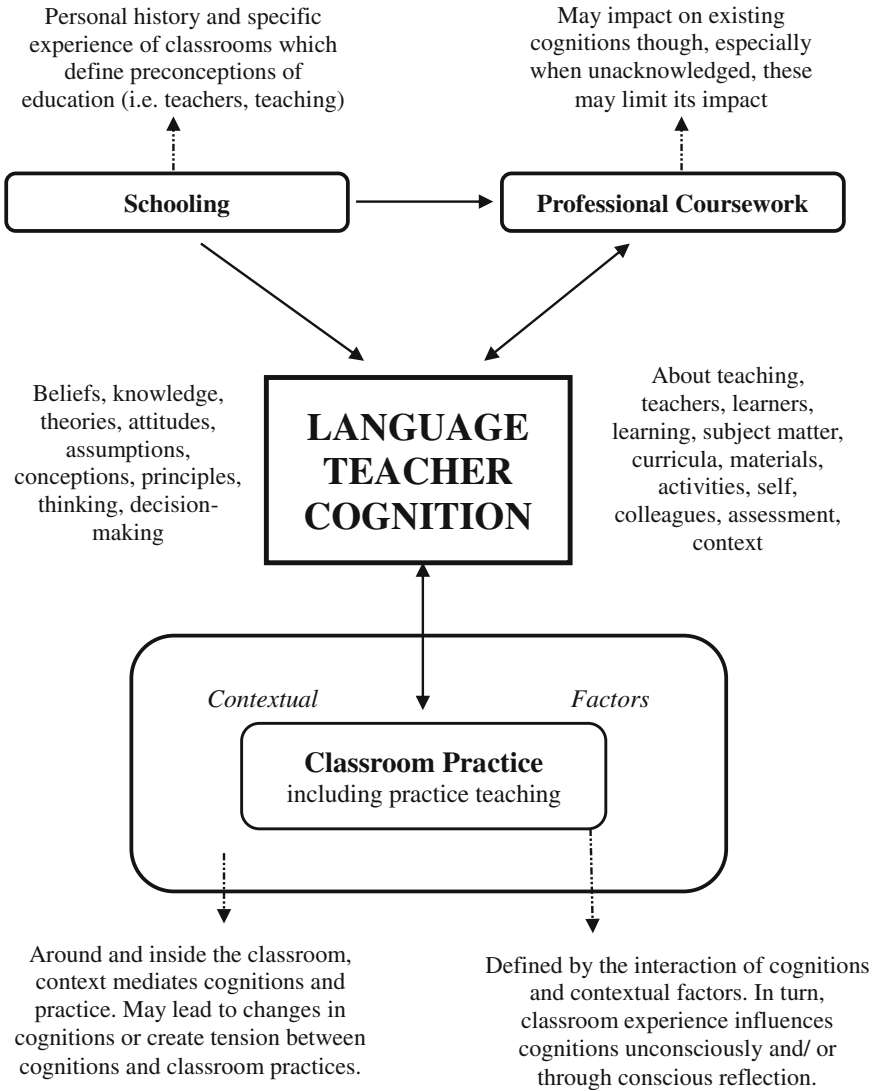 Personal history and specific
experience of classrooms which
define preconceptions of
education (i.e. teachers, teaching)
May impact on existing
cognitions though, especially
when unacknowledged, these
may limit its impact
Schooling
Professional Coursework
Beliefs, knowledge,
theories, attitudes,
assumptions,
conceptions, principles,
thinking, decision-
making
LANGUAGE
TEACHER
COGNITION
About teaching,
teachers, learners,
learning, subject matter,
curricula, materials,
activities, self,
colleagues, assessment,
context
Contextual
Factors
Classroom Practice
including practice teaching
Around and inside the classroom,
context mediates cognitions and
practice. May lead to changes in
cognitions or create tension between
cognitions and classroom practices.
Defined by the interaction of cognitions
and contextual factors. In turn,
classroom experience influences
cognitions unconsciously and/ or
through conscious reflection.